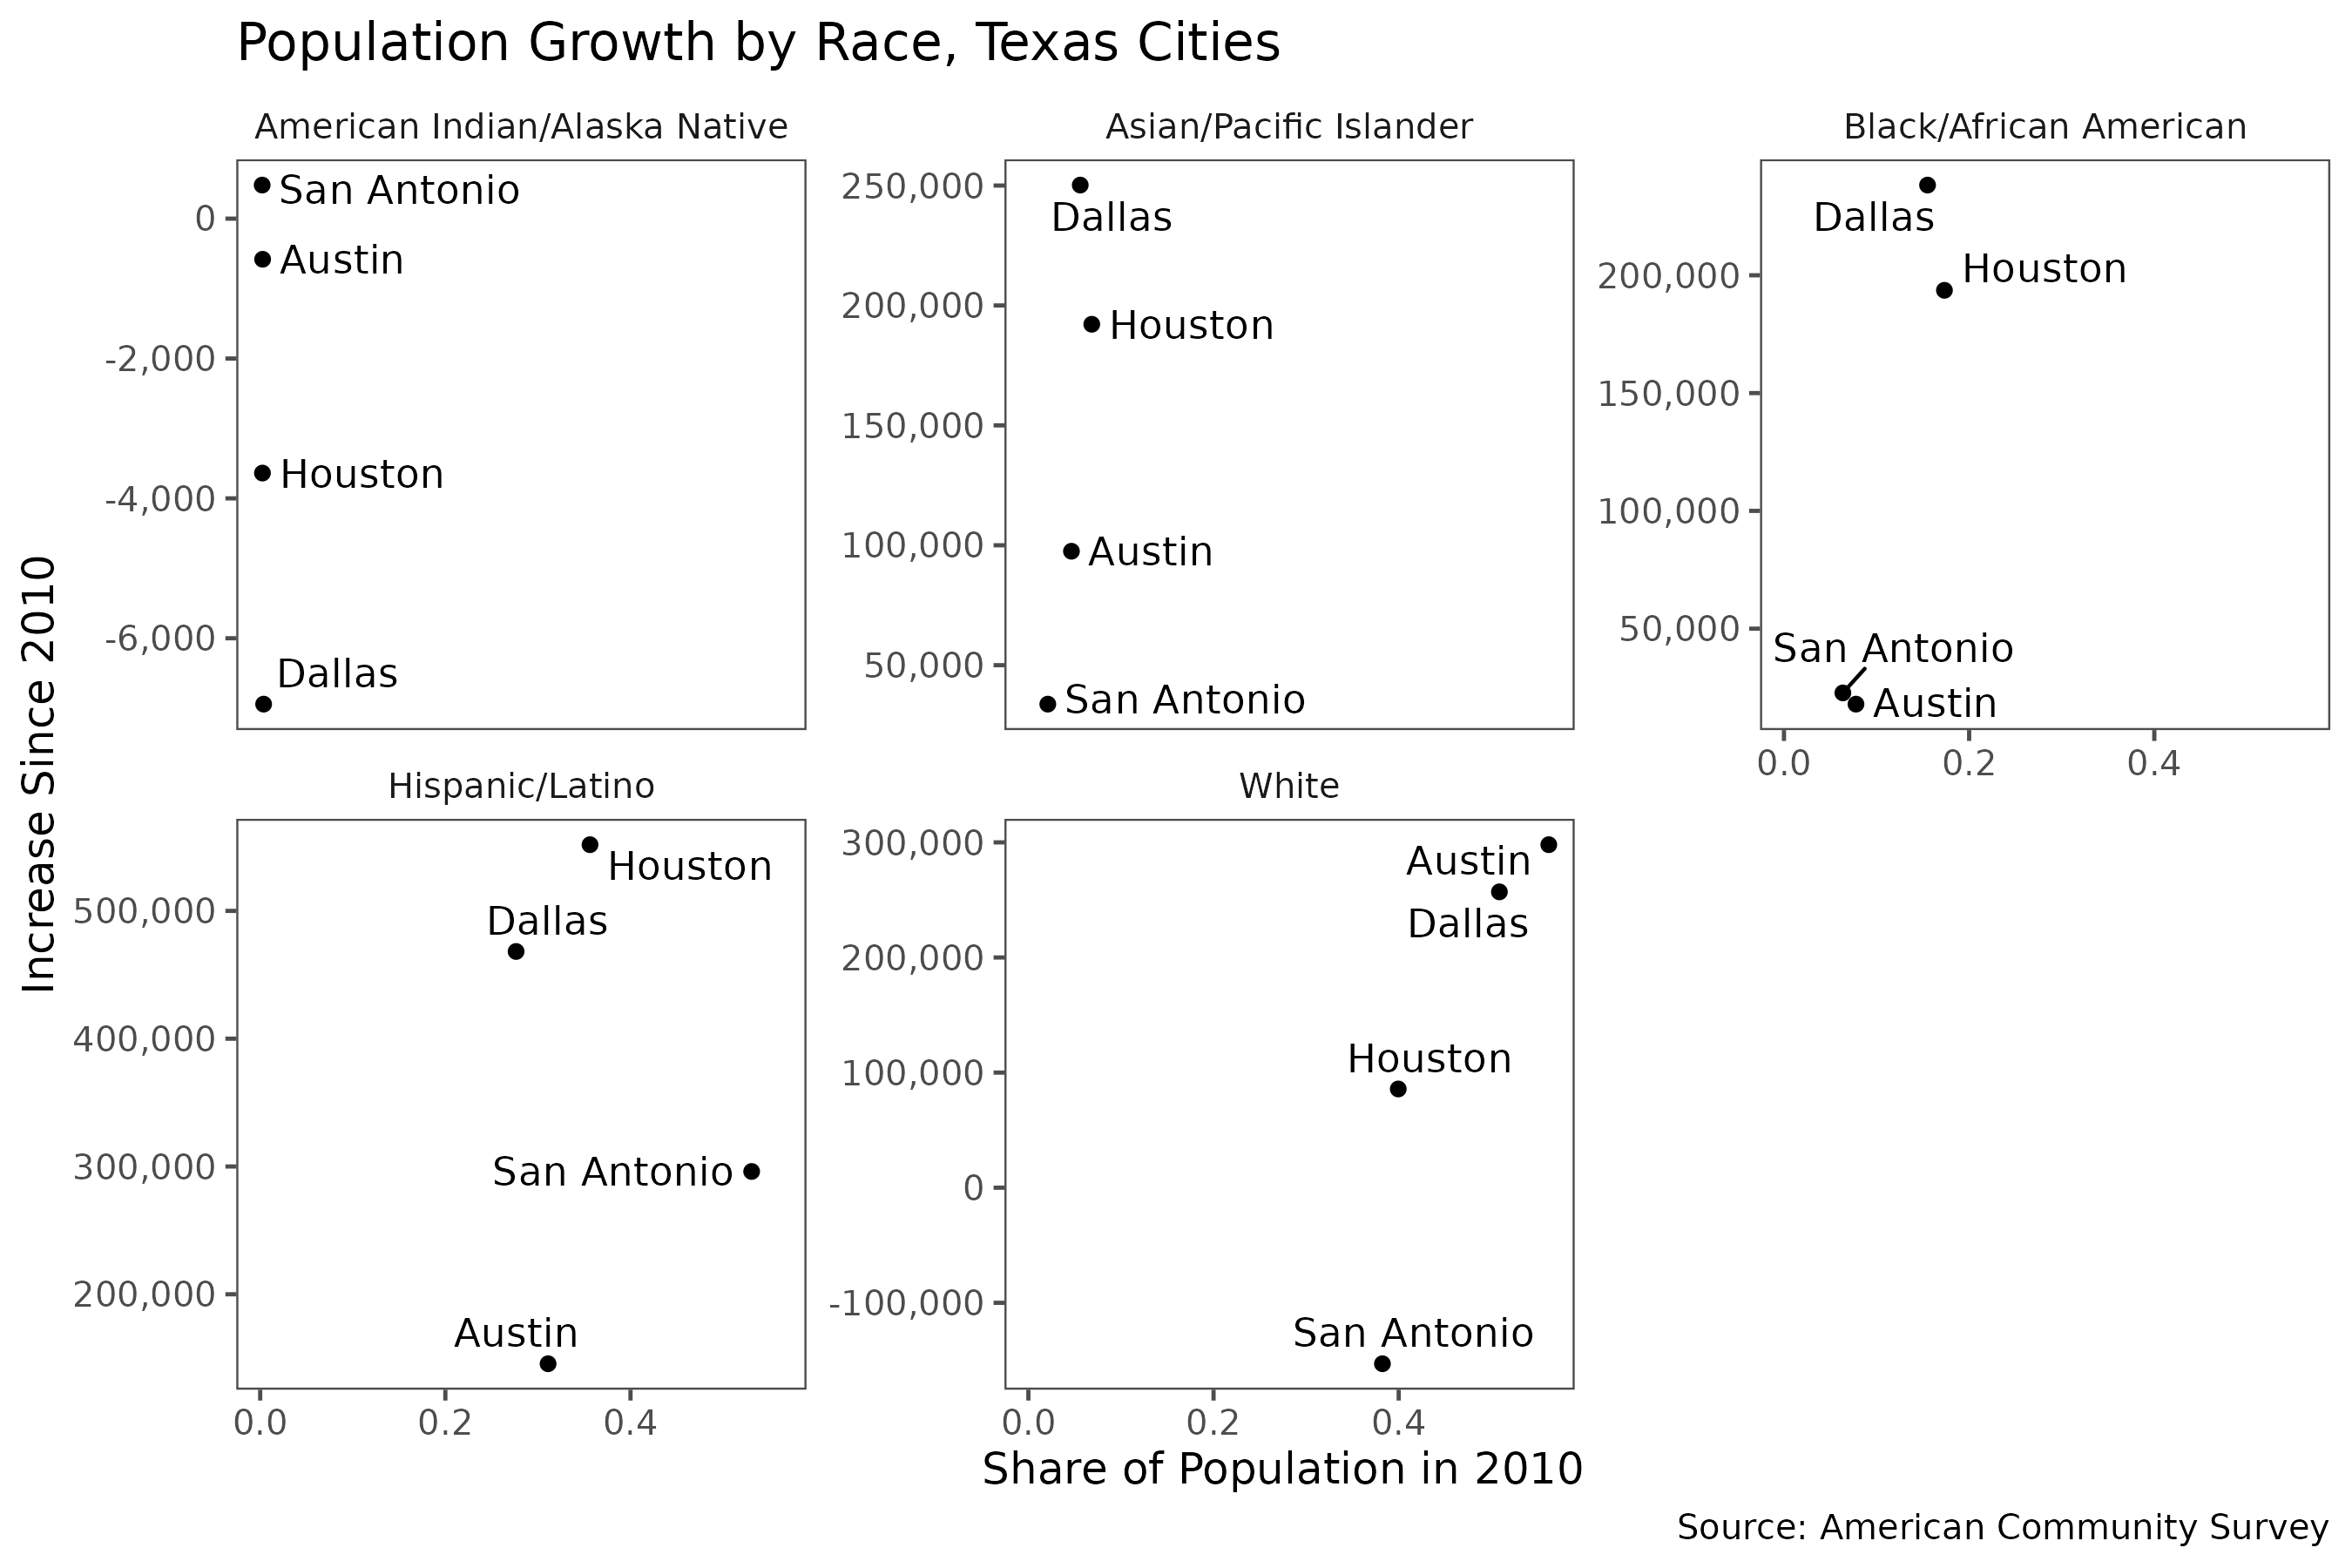 Population Growth by Race, Texas Cities
American Indian/Alaska Native
San Antonio
0
Austin
-2,000
Houston
-4,000
-6,000
Dallas
Asian/Pacific Islander
250,000
Dallas
200,000
Houston
150,000
100,000
Austin
50,000
San Antonio
Black/African American
Dallas
200,000
Houston
150,000
100,000
50,000
San Antonio
Austin
0.0 0.2 0.4
Hispanic/Latino
Houston
500,000
Dallas
400,000
300,000
San Antonio
200,000
Austin
0.0 0.2 0.4
White
300,000
Austin
Dallas
200,000
Houston
100,000
0
-100,000
San Antonio
0.0 0.2 0.4
Increase Since 2010
Share of Population in 2010
Source: American Community Survey